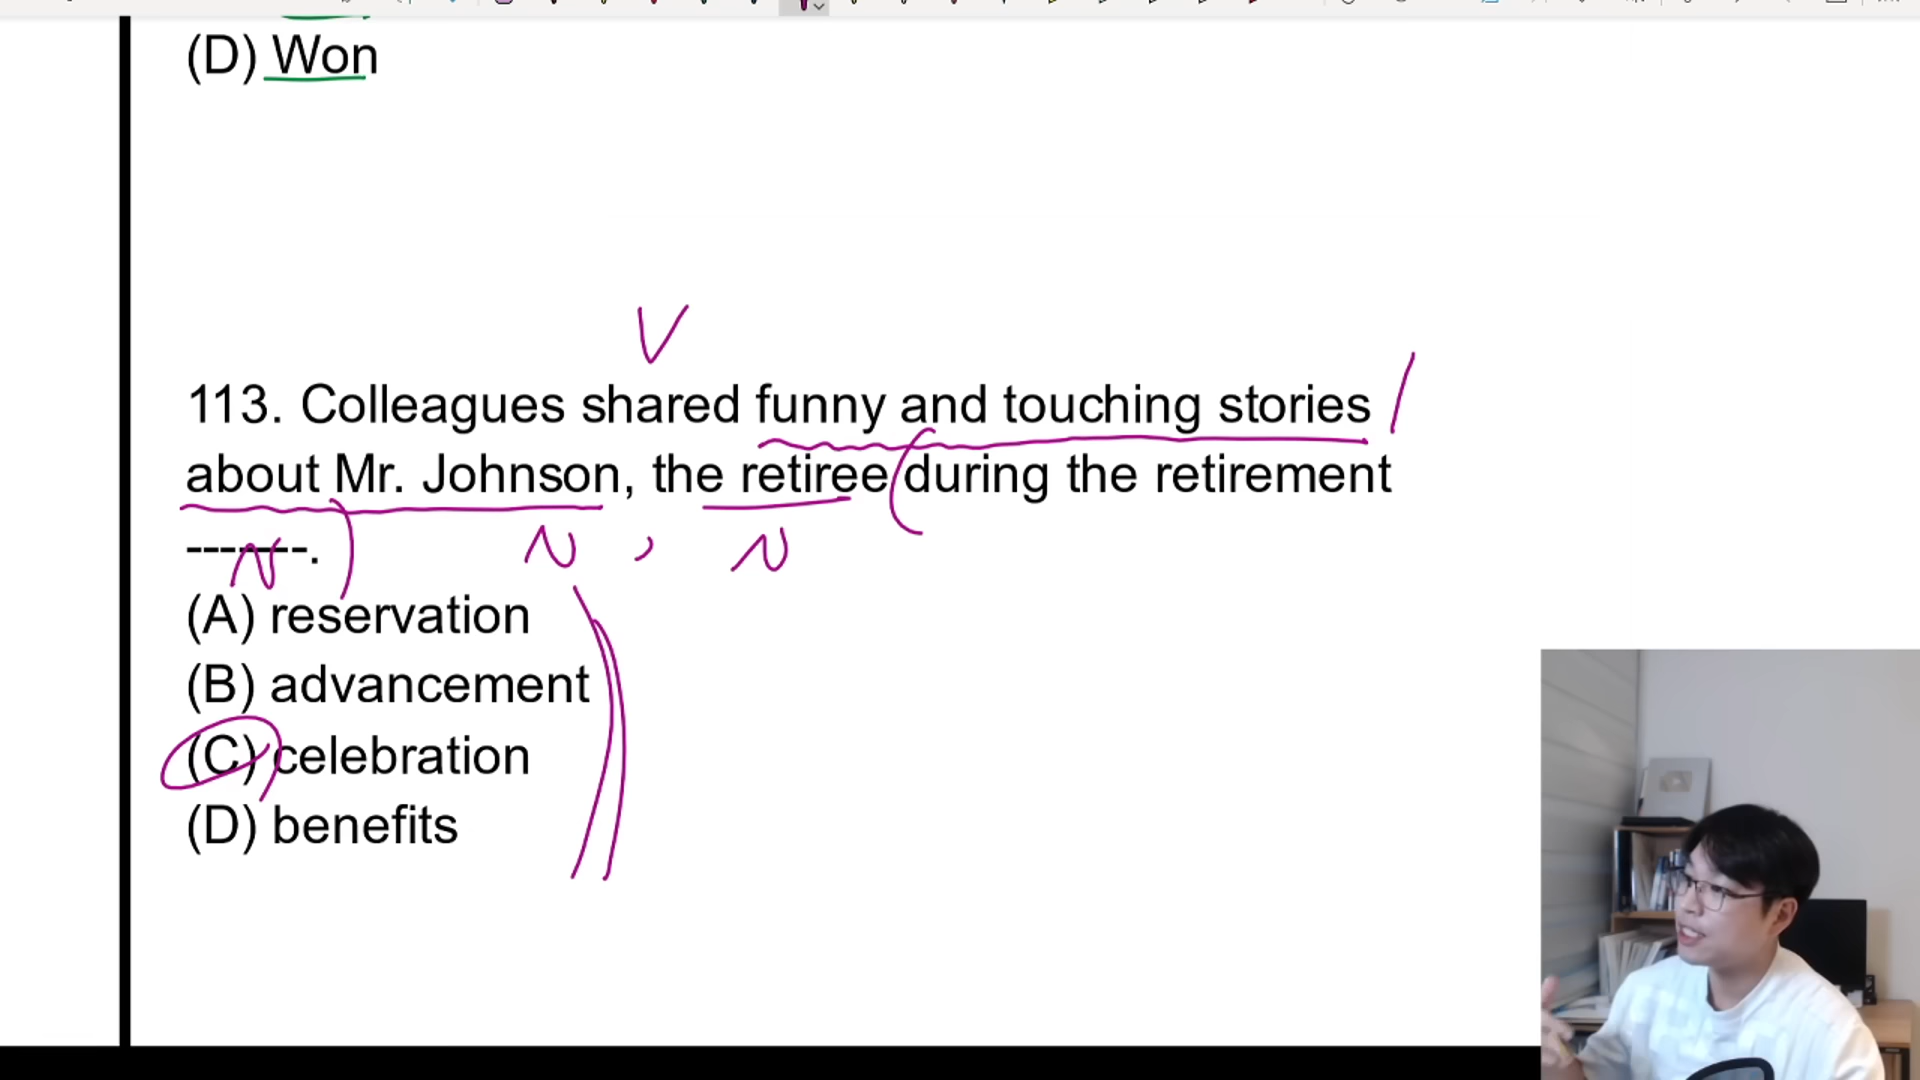 (D) Won
V
113. Colleagues shared funny and touching stories /
about Mr. Johnson, the retiree (during the retirement
-------. )
N N , N
(A) reservation
(B) advancement
(C) celebration
(D) benefits